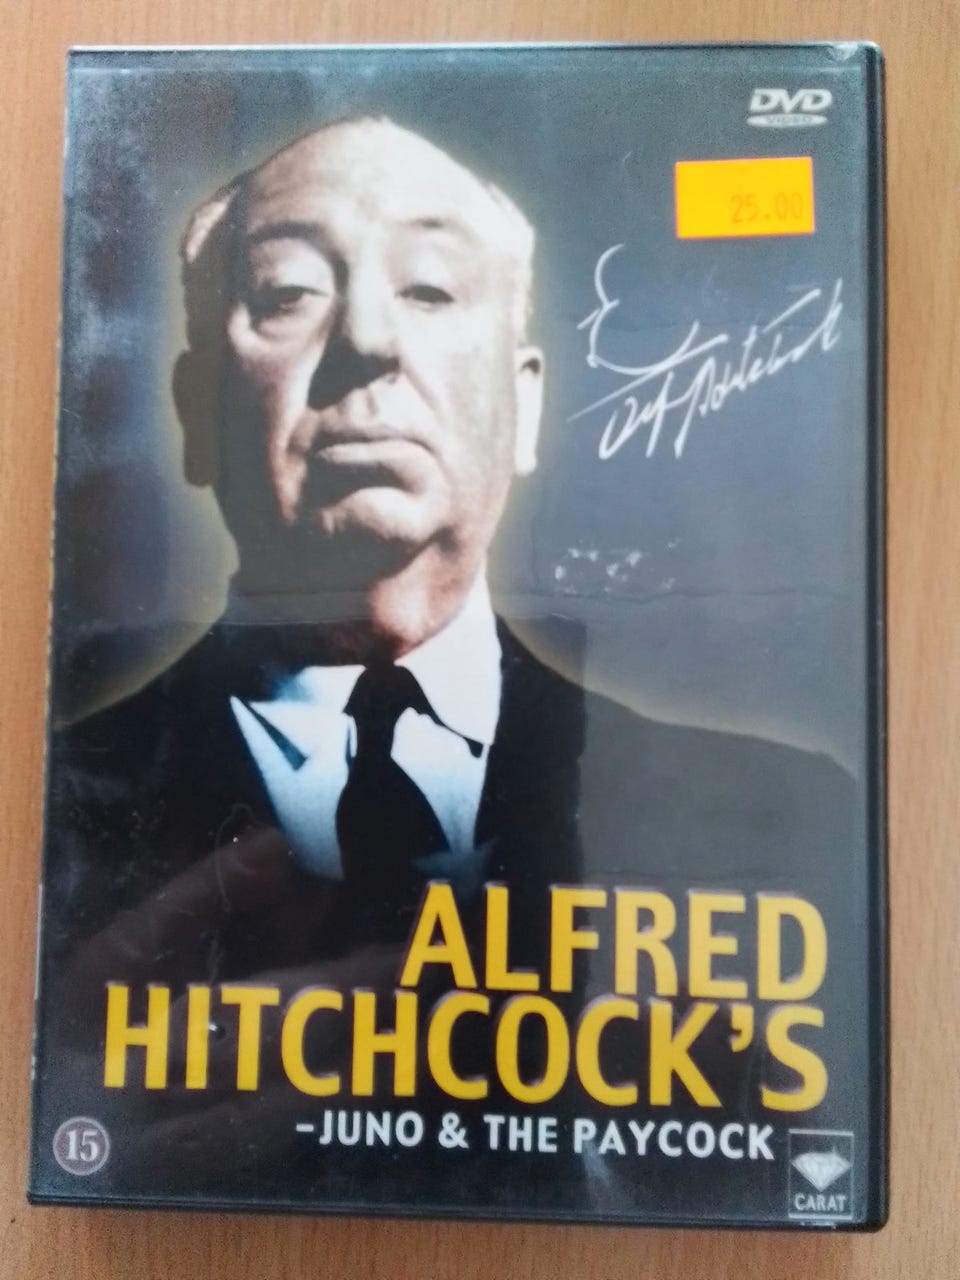 DVD
VIDEO
25.00
ALFRED
HITCHCOCK'S
-JUNO & THE PAYCOCK
15
CARAT